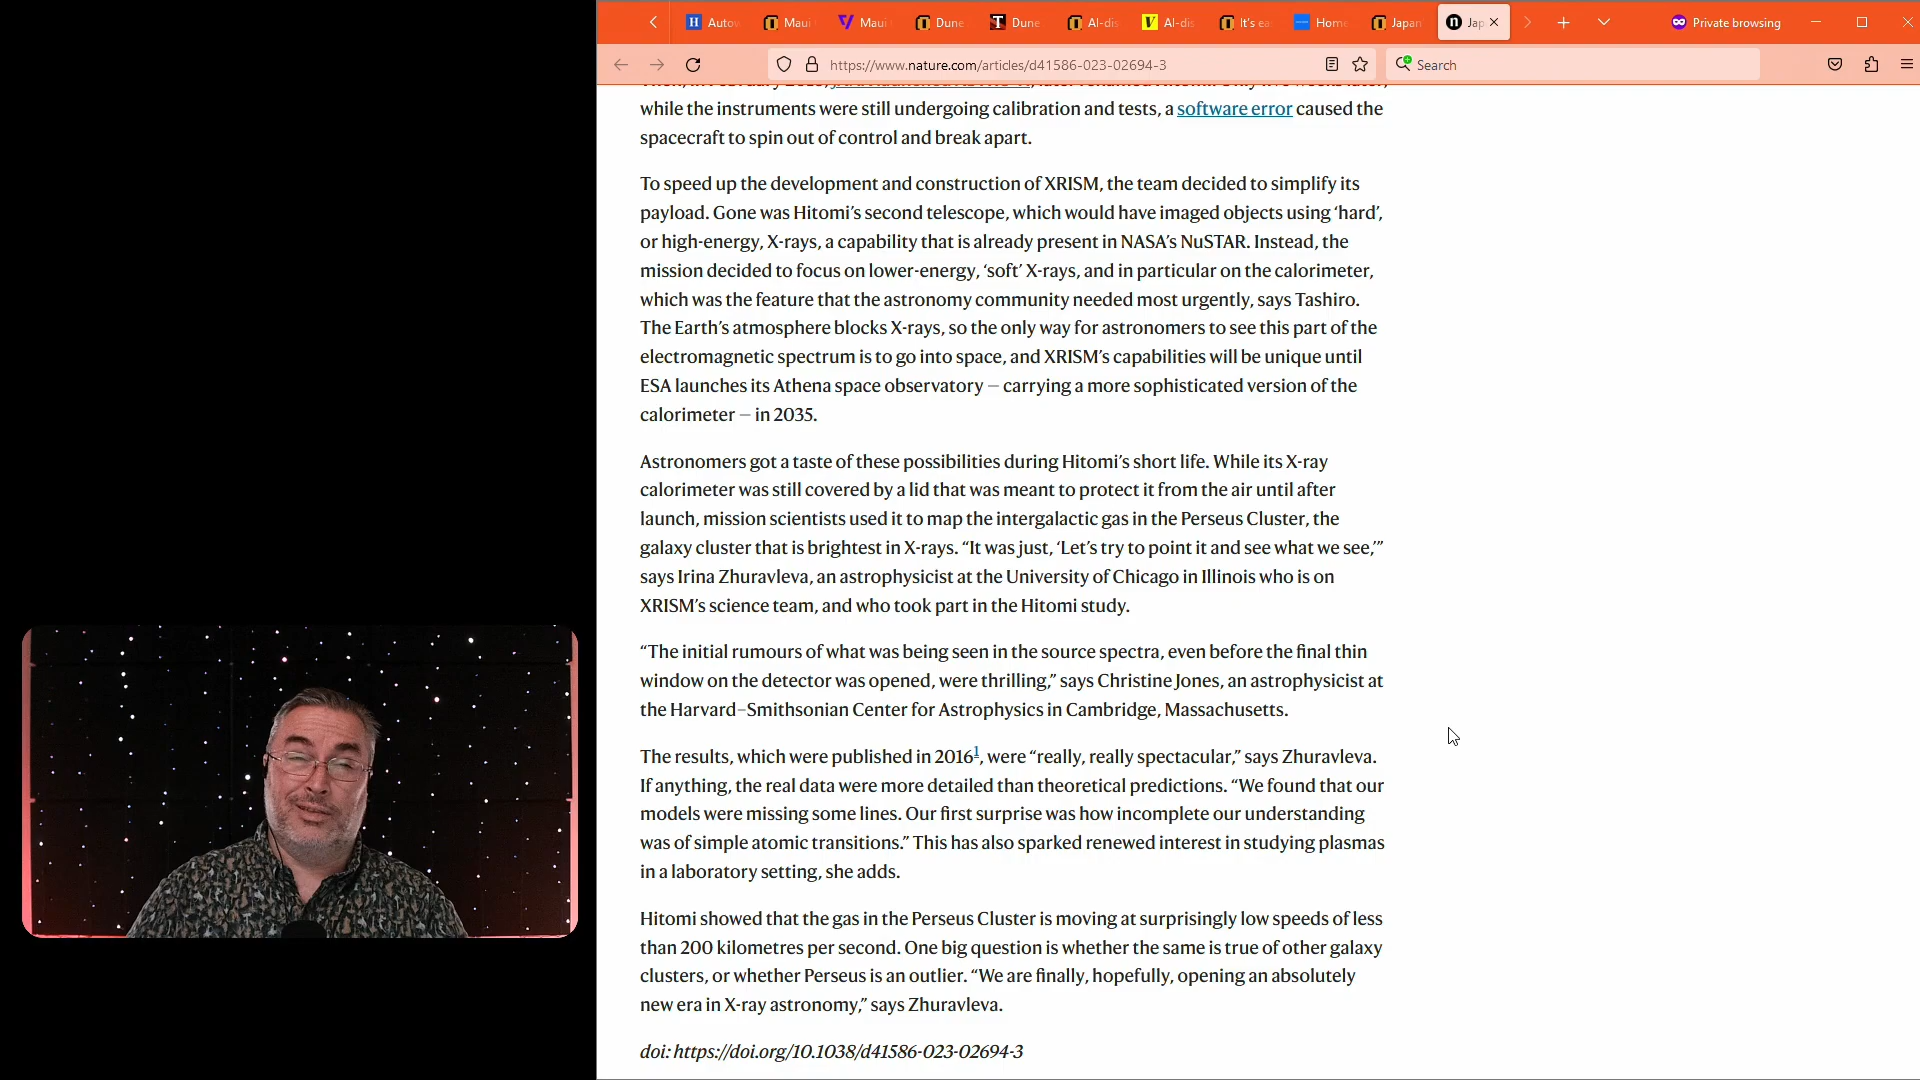 H Autow
Maui
Maui
Dune
T Dune
AI-dis
V AI-dis
It's ea
Home
Japan
n Jap
Private browsing
https://www.nature.com/articles/d41586-023-02694-3
Search
while the instruments were still undergoing calibration and tests, a software error caused the
spacecraft to spin out of control and break apart.
To speed up the development and construction of XRISM, the team decided to simplify its
payload. Gone was Hitomi’s second telescope, which would have imaged objects using ‘hard’,
or high-energy, X-rays, a capability that is already present in NASA’s NuSTAR. Instead, the
mission decided to focus on lower-energy, ‘soft’ X-rays, and in particular on the calorimeter,
which was the feature that the astronomy community needed most urgently, says Tashiro.
The Earth’s atmosphere blocks X-rays, so the only way for astronomers to see this part of the
electromagnetic spectrum is to go into space, and XRISM’s capabilities will be unique until
ESA launches its Athena space observatory — carrying a more sophisticated version of the
calorimeter — in 2035.
Astronomers got a taste of these possibilities during Hitomi’s short life. While its X-ray
calorimeter was still covered by a lid that was meant to protect it from the air until after
launch, mission scientists used it to map the intergalactic gas in the Perseus Cluster, the
galaxy cluster that is brightest in X-rays. “It was just, ‘Let’s try to point it and see what we see,’”
says Irina Zhuravleva, an astrophysicist at the University of Chicago in Illinois who is on
XRISM’s science team, and who took part in the Hitomi study.
“The initial rumours of what was being seen in the source spectra, even before the final thin
window on the detector was opened, were thrilling,” says Christine Jones, an astrophysicist at
the Harvard–Smithsonian Center for Astrophysics in Cambridge, Massachusetts.
The results, which were published in 2016¹, were “really, really spectacular,” says Zhuravleva.
If anything, the real data were more detailed than theoretical predictions. “We found that our
models were missing some lines. Our first surprise was how incomplete our understanding
was of simple atomic transitions.” This has also sparked renewed interest in studying plasmas
in a laboratory setting, she adds.
Hitomi showed that the gas in the Perseus Cluster is moving at surprisingly low speeds of less
than 200 kilometres per second. One big question is whether the same is true of other galaxy
clusters, or whether Perseus is an outlier. “We are finally, hopefully, opening an absolutely
new era in X-ray astronomy,” says Zhuravleva.
doi: https://doi.org/10.1038/d41586-023-02694-3